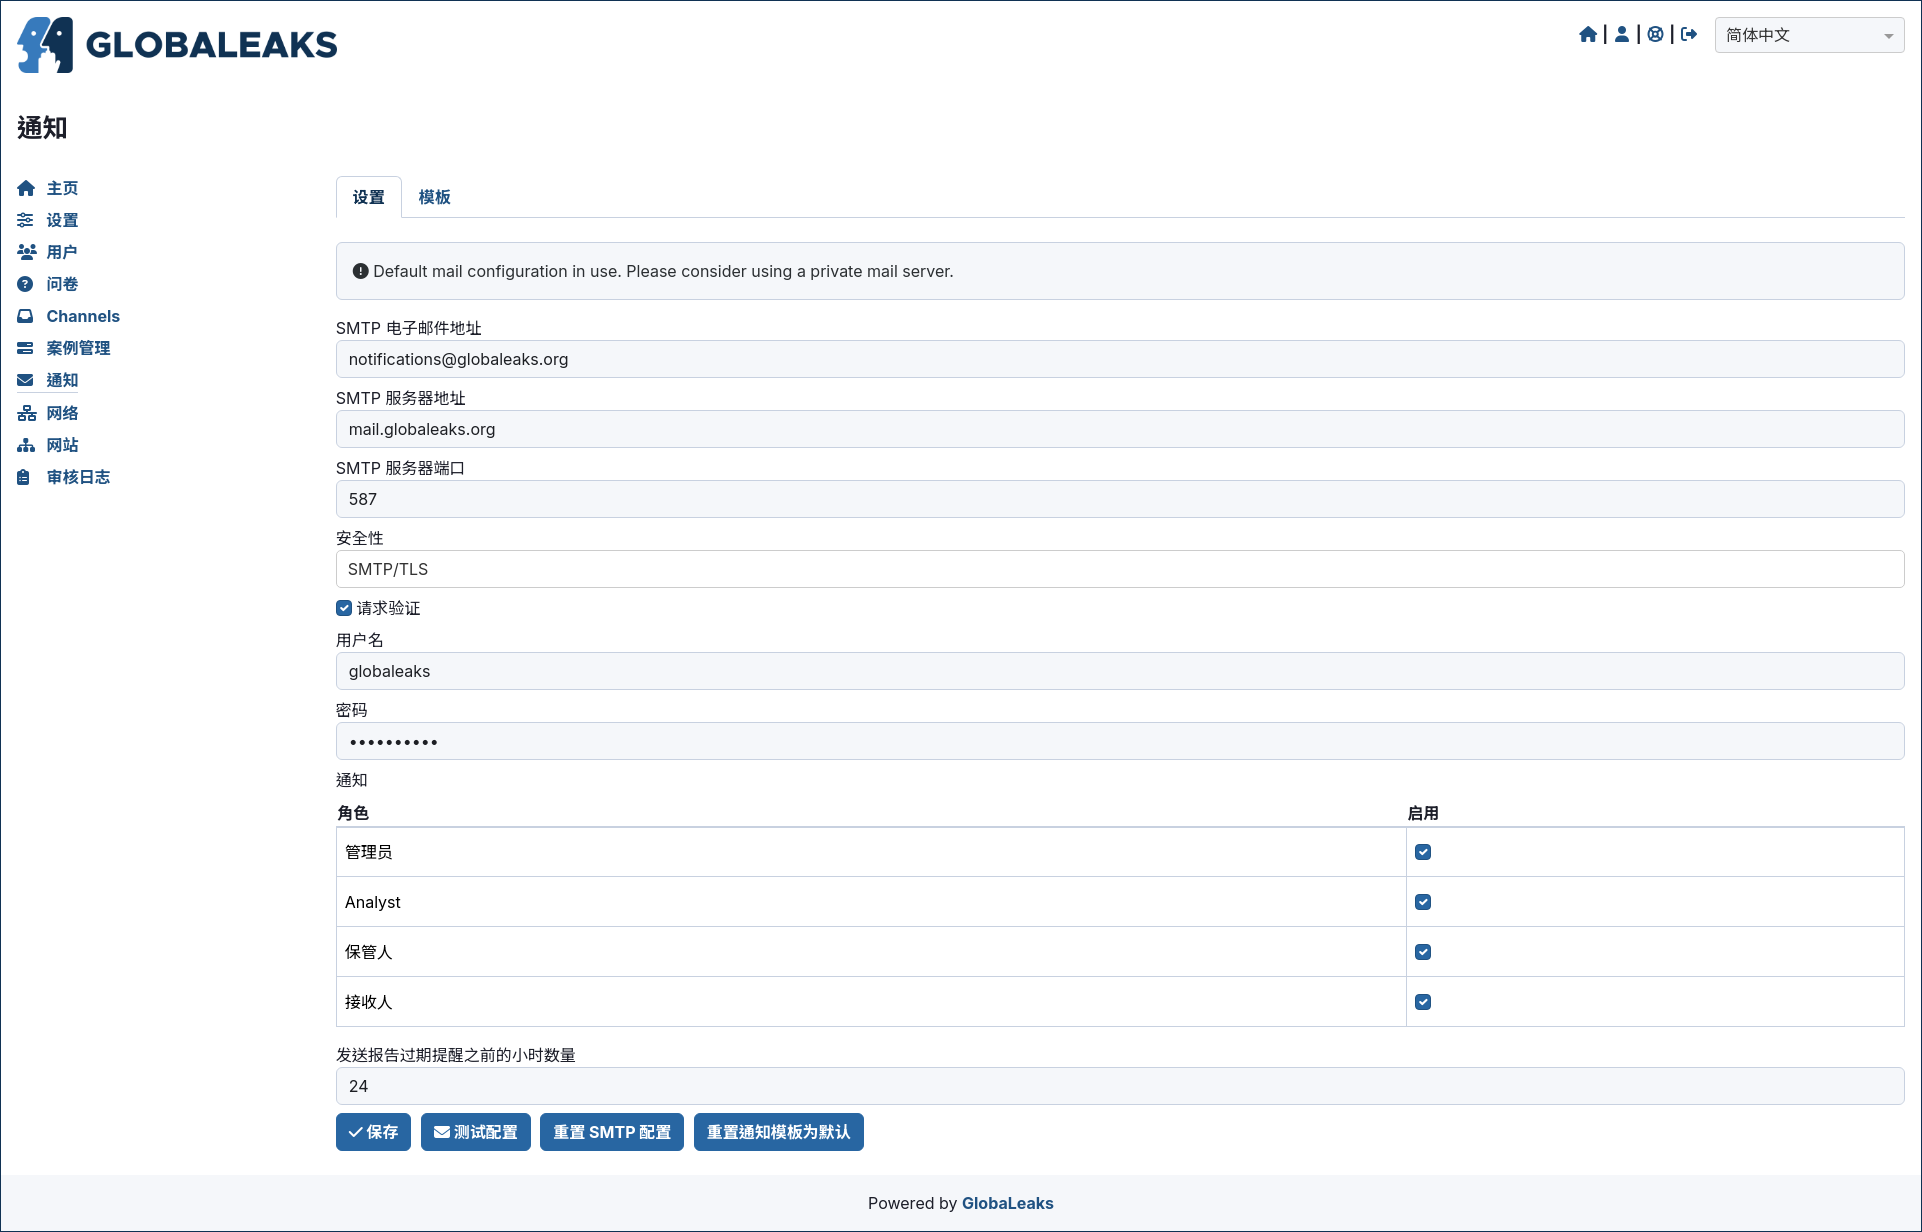 GLOBALEAKS
简体中文
通知
主页
设置
用户
问卷
Channels
案例管理
通知
网络
网站
审核日志
设置 模板
Default mail configuration in use. Please consider using a private mail server.
SMTP 电子邮件地址
notifications@globaleaks.org
SMTP 服务器地址
mail.globaleaks.org
SMTP 服务器端口
587
安全性
SMTP/TLS
请求验证
用户名
globaleaks
密码
••••••••••
通知
角色 启用
管理员
Analyst
保管人
接收人
发送报告过期提醒之前的小时数量
24
保存 测试配置 重置 SMTP 配置 重置通知模板为默认
Powered by GlobaLeaks